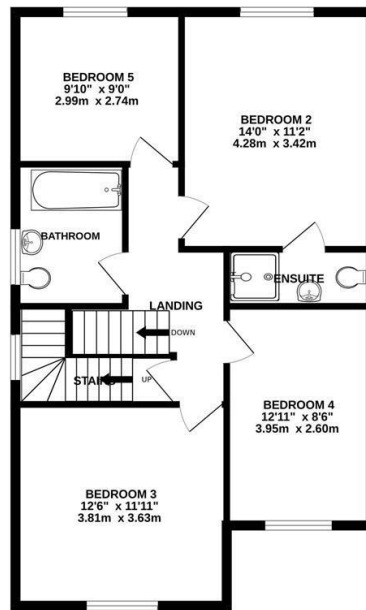 BEDROOM 5
9'10" x 9'0"
2.99m x 2.74m
BEDROOM 2
14'0" x 11'2"
4.28m x 3.42m
BATHROOM
ENSUITE
LANDING
DOWN
STAIRS
UP
BEDROOM 4
12'11" x 8'6"
3.95m x 2.60m
BEDROOM 3
12'6" x 11'11"
3.81m x 3.63m